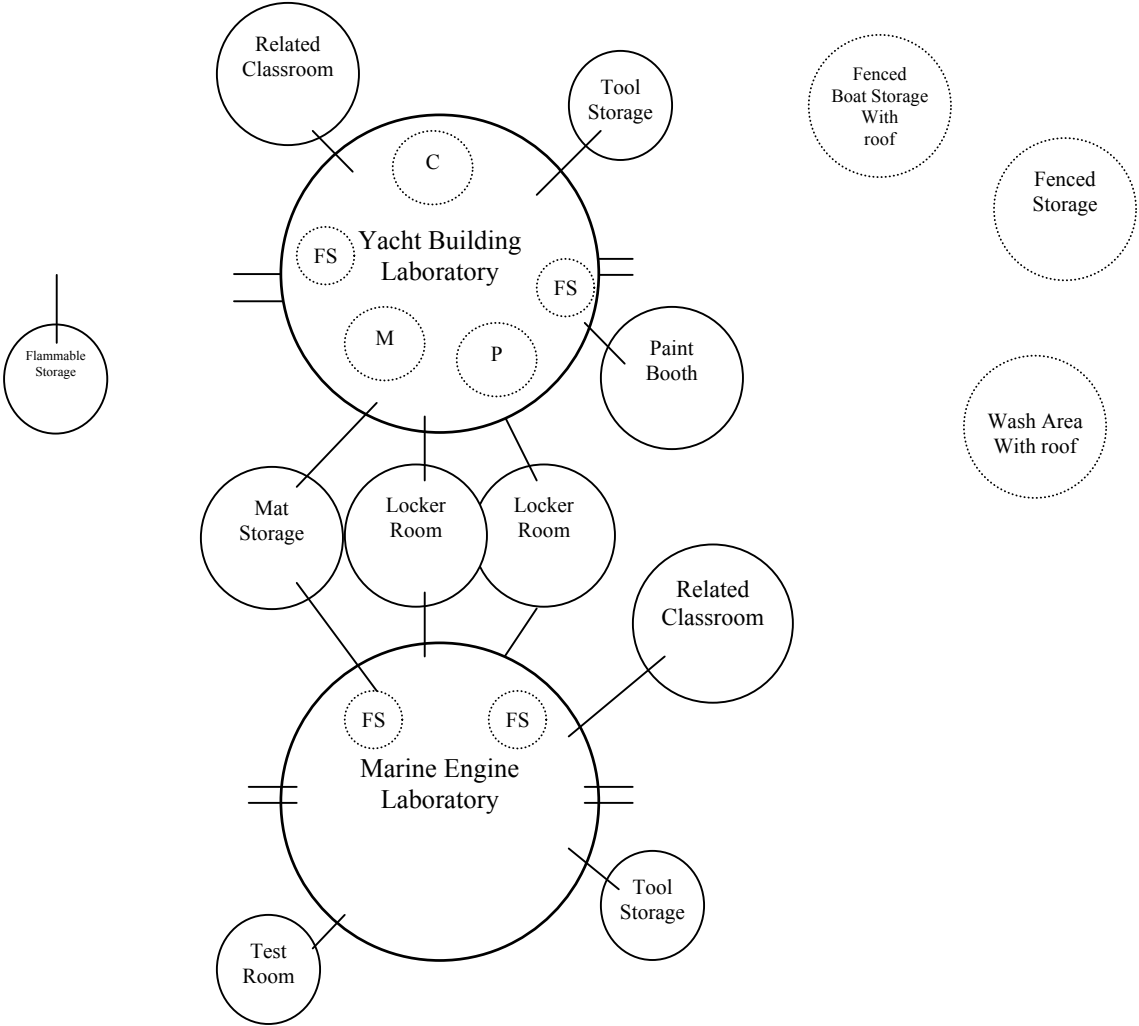 Related
Classroom
Tool
Storage
Fenced
Boat Storage
With
roof
C
Fenced
Storage
FS
Yacht Building
Laboratory
FS
M
P
Flammable
Storage
Paint
Booth
Wash Area
With roof
Mat
Storage
Locker
Room
Locker
Room
Related
Classroom
FS
FS
Marine Engine
Laboratory
Tool
Storage
Test
Room